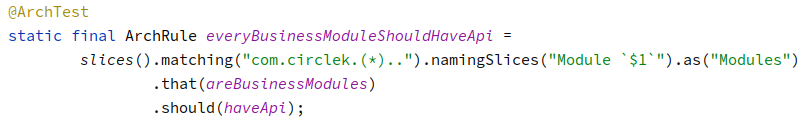 @ArchTest
static final ArchRule everyBusinessModuleShouldHaveApi =
slices().matching("com.circlek.(*)..").namingSlices("Module `$1`").as("Modules")
.that(areBusinessModules)
.should(haveApi);